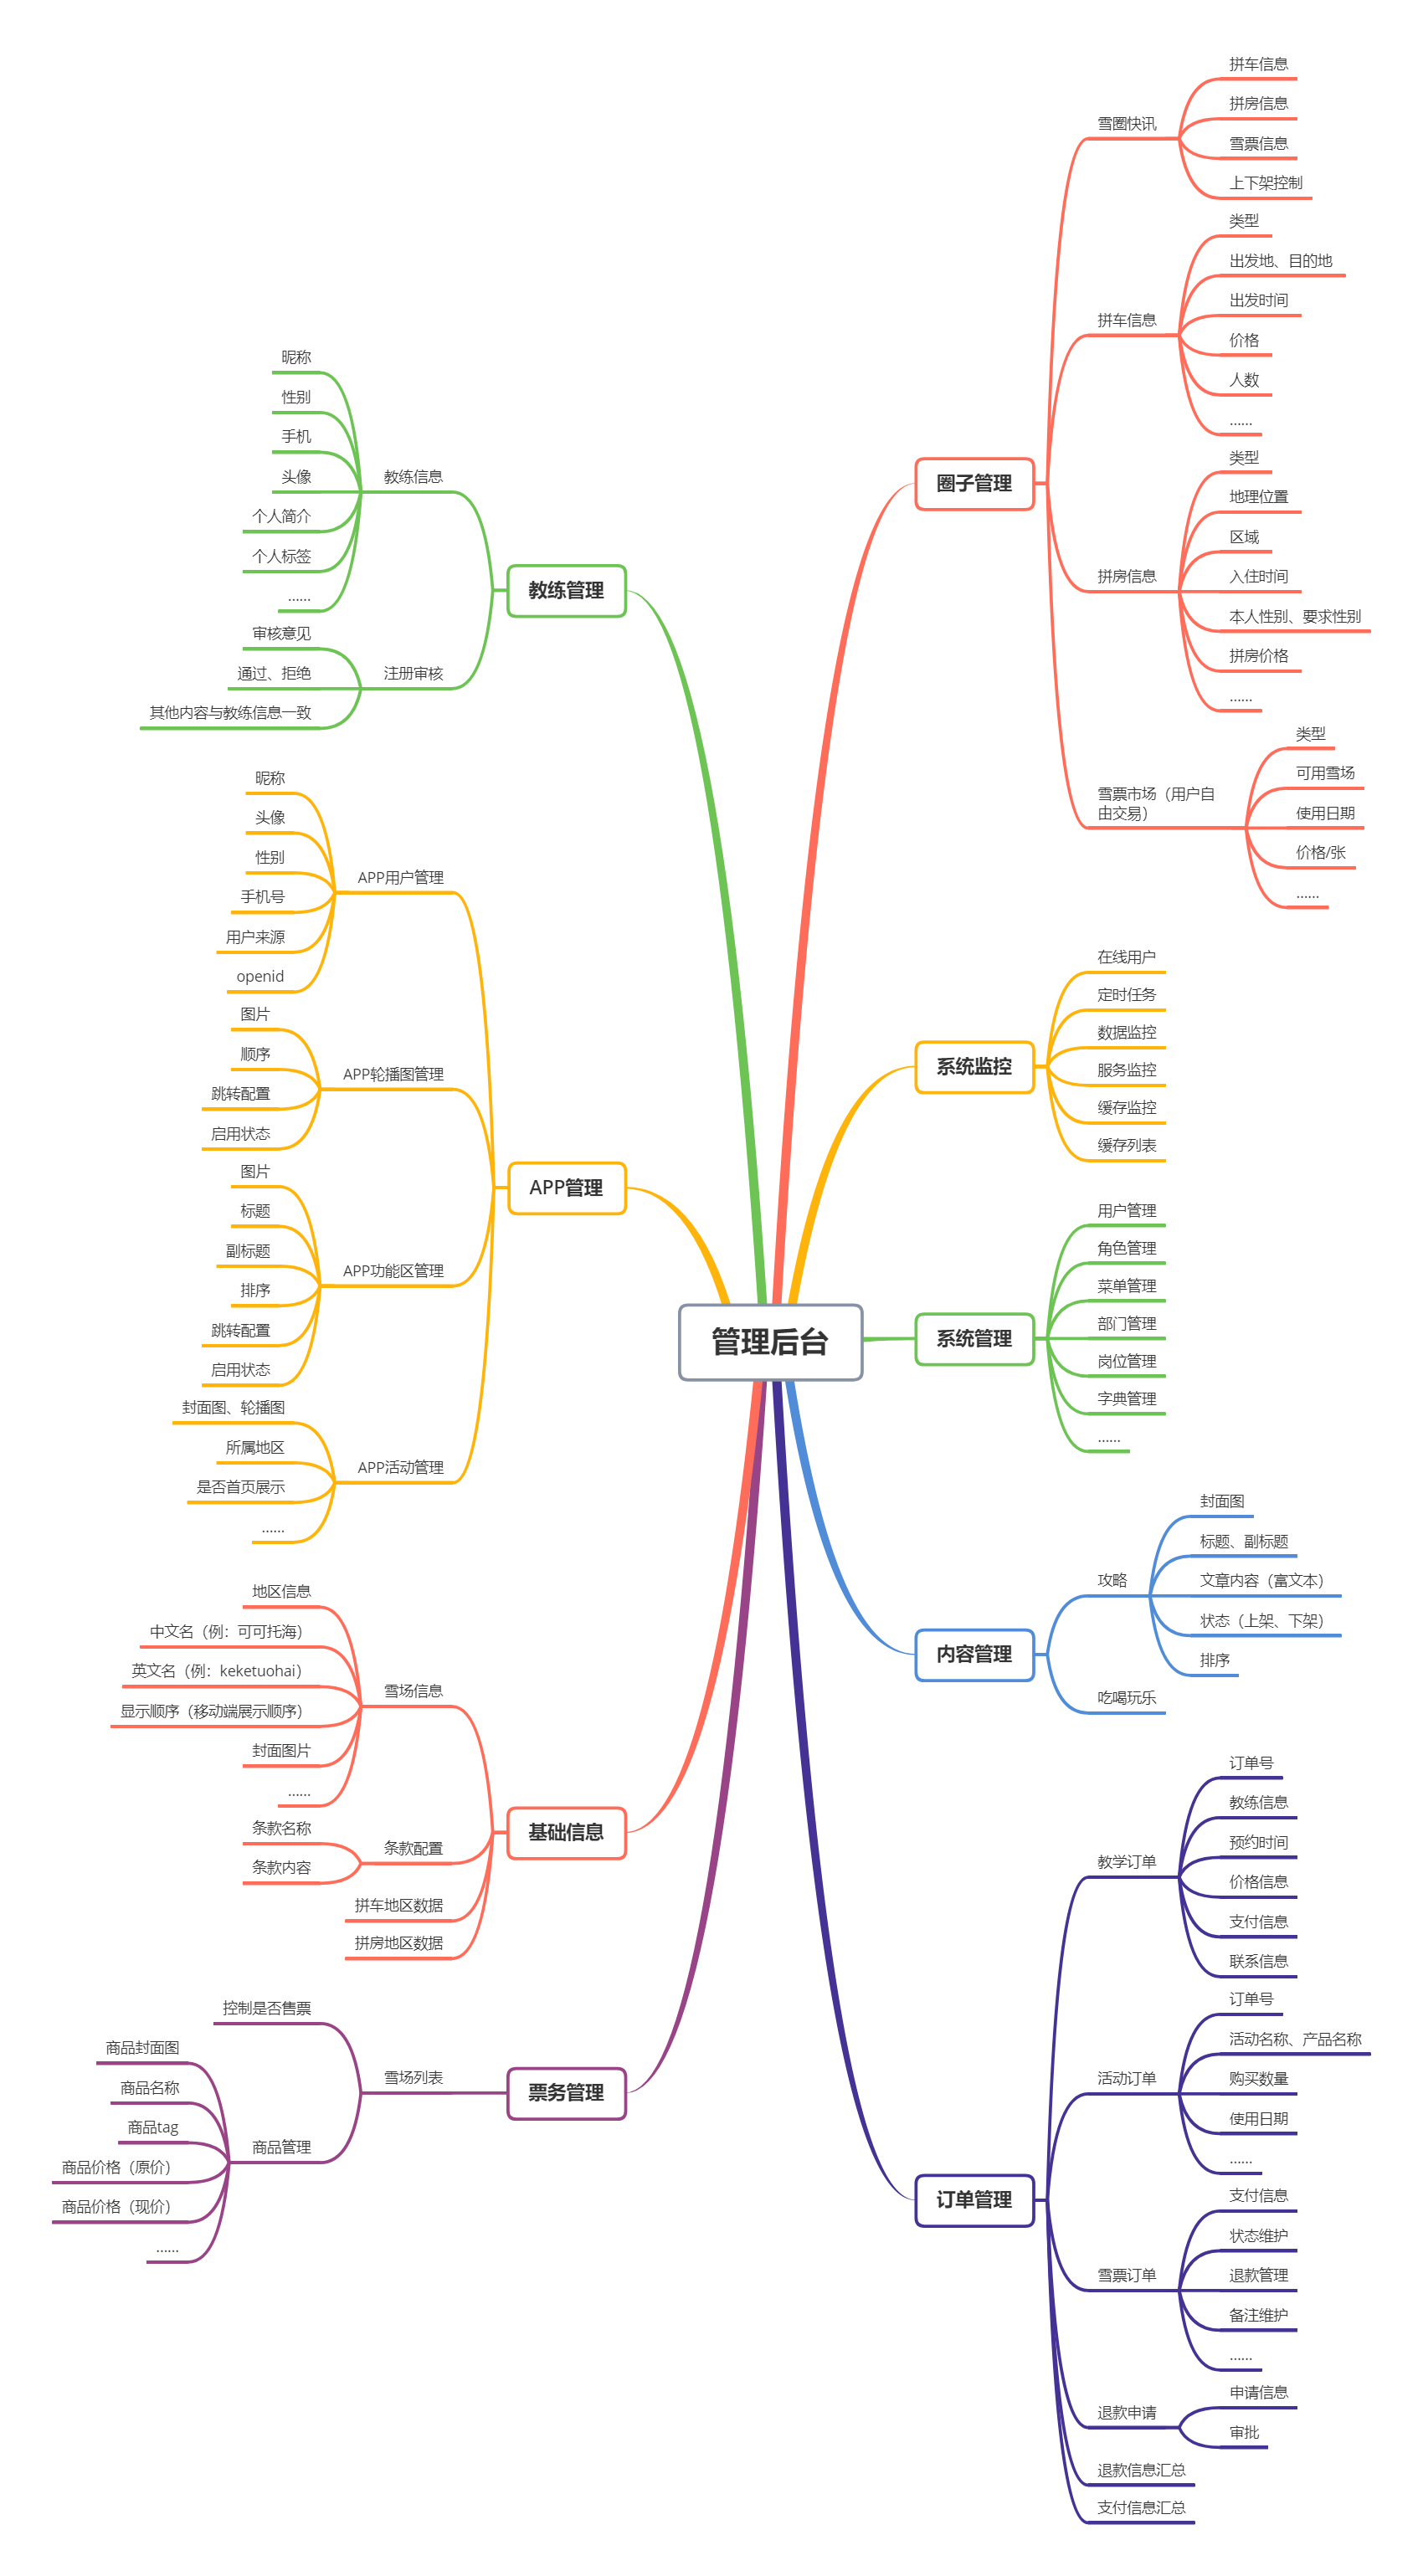 管理后台
圈子管理
雪圈快讯
拼车信息
拼房信息
雪票信息
上下架控制
拼车信息
类型
出发地、目的地
出发时间
价格
人数
……
拼房信息
类型
地理位置
区域
入住时间
本人性别、要求性别
拼房价格
……
雪票市场（用户自
由交易）
类型
可用雪场
使用日期
价格/张
……
系统监控
在线用户
定时任务
数据监控
服务监控
缓存监控
缓存列表
系统管理
用户管理
角色管理
菜单管理
部门管理
岗位管理
字典管理
……
内容管理
攻略
封面图
标题、副标题
文章内容（富文本）
状态（上架、下架）
排序
吃喝玩乐
订单管理
教学订单
订单号
教练信息
预约时间
价格信息
支付信息
联系信息
活动订单
订单号
活动名称、产品名称
购买数量
使用日期
……
雪票订单
支付信息
状态维护
退款管理
备注维护
……
退款申请
申请信息
审批
退款信息汇总
支付信息汇总
教练管理
教练信息
昵称
性别
手机
头像
个人简介
个人标签
……
注册审核
审核意见
通过、拒绝
其他内容与教练信息一致
APP管理
APP用户管理
昵称
头像
性别
手机号
用户来源
openid
APP轮播图管理
图片
顺序
跳转配置
启用状态
APP功能区管理
图片
标题
副标题
排序
跳转配置
启用状态
APP活动管理
封面图、轮播图
所属地区
是否首页展示
……
基础信息
雪场信息
地区信息
中文名（例：可可托海）
英文名（例：keketuohai）
显示顺序（移动端展示顺序）
封面图片
……
条款配置
条款名称
条款内容
拼车地区数据
拼房地区数据
票务管理
雪场列表
控制是否售票
商品管理
商品封面图
商品名称
商品tag
商品价格（原价）
商品价格（现价）
……